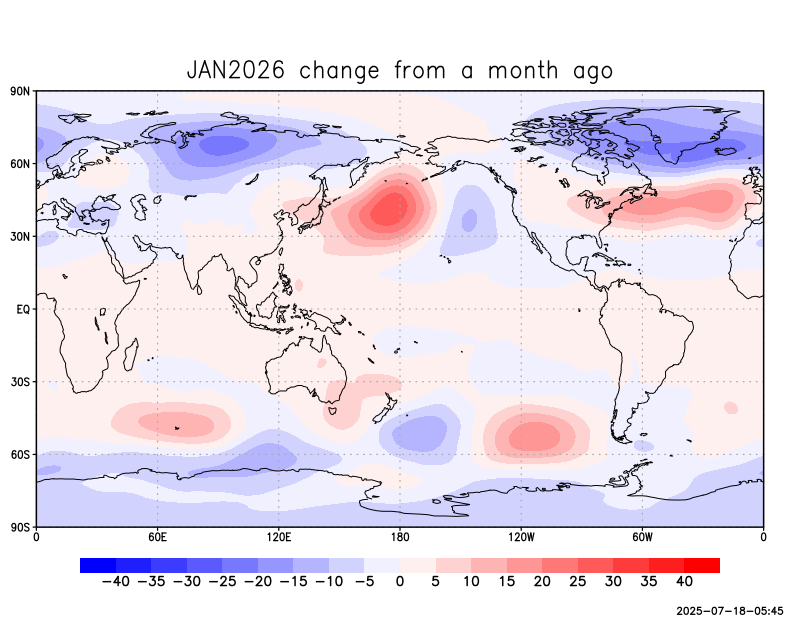 JAN2026 change from a month ago
90N
60N
30N
EQ
30S
60S
90S
0 60E 120E 180 120W 60W 0
−40 −35 −30 −25 −20 −15 −10 −5 0 5 10 15 20 25 30 35 40
2025-07-18-05:45